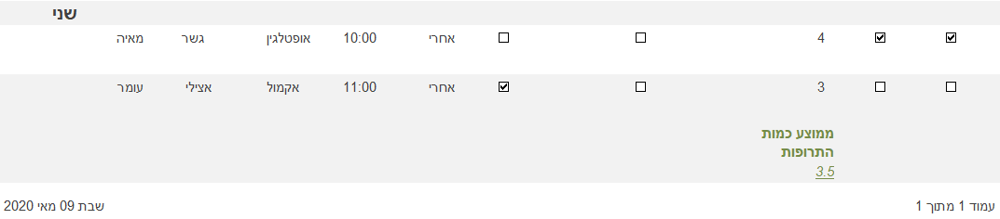 שני
מאיה גשר אופטלגין 10:00 אחרי 4
עומר אצילי אקמול 11:00 אחרי 3
ממוצע כמות
התרופות
3.5
עמוד 1 מתוך 1 שבת 09 מאי 2020